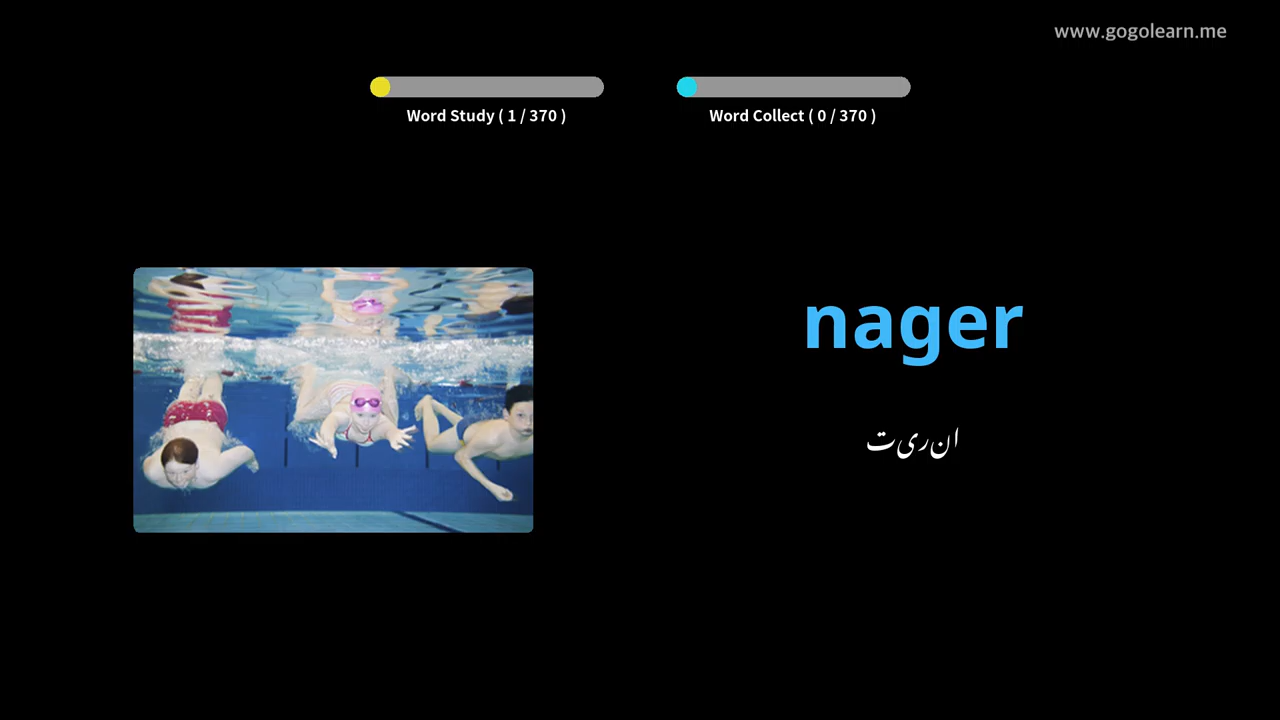 www.gogolearn.me
Word Study ( 1 / 370 )
Word Collect ( 0 / 370 )
nager
ان‌ری‌ت